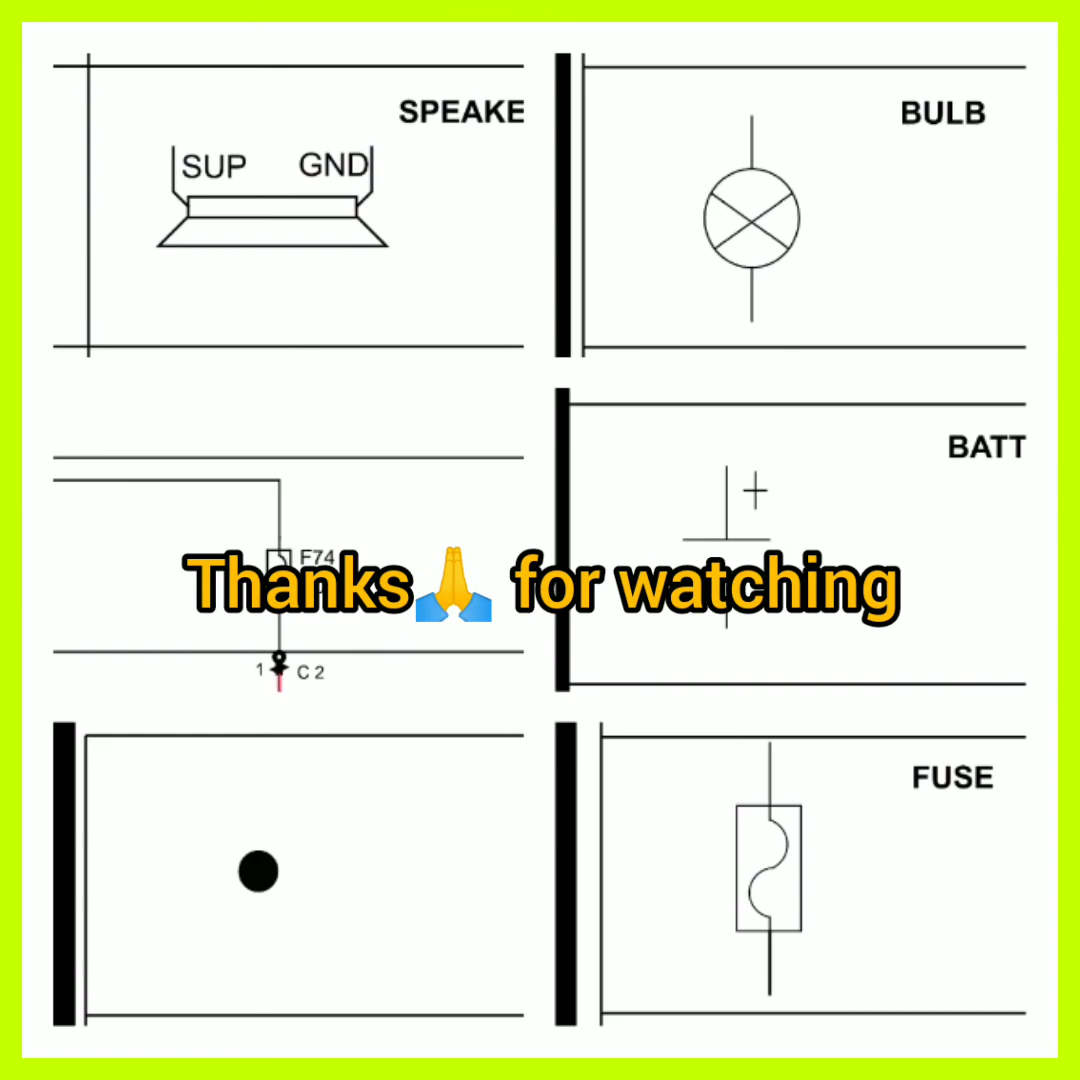 SPEAKE
SUP GND
BULB
BATT
+
F74
Thanks🙏 for watching
1 C 2
FUSE